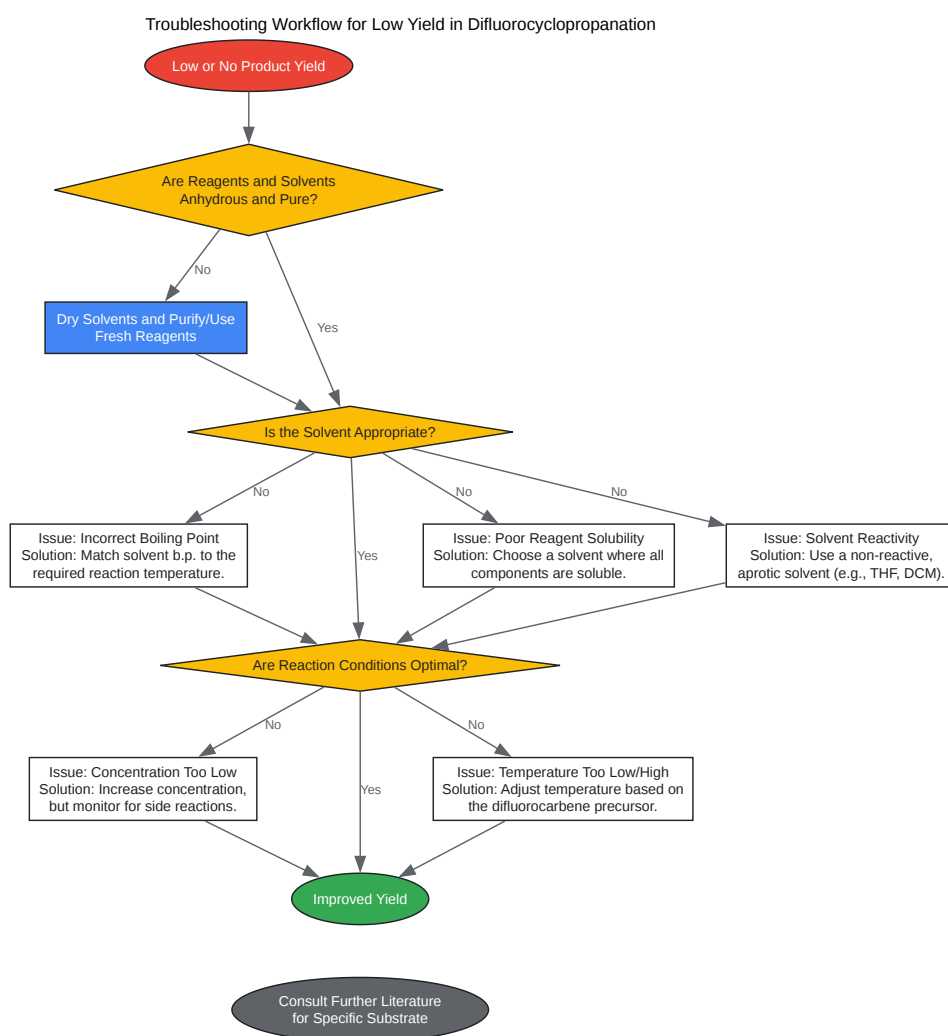 Troubleshooting Workflow for Low Yield in Difluorocyclopropanation
Low or No Product Yield
Are Reagents and Solvents
Anhydrous and Pure?
No
Yes
Dry Solvents and Purify/Use
Fresh Reagents
Is the Solvent Appropriate?
No
No
No
Yes
Issue: Incorrect Boiling Point
Solution: Match solvent b.p. to the
required reaction temperature.
Issue: Poor Reagent Solubility
Solution: Choose a solvent where all
components are soluble.
Issue: Solvent Reactivity
Solution: Use a non-reactive,
aprotic solvent (e.g., THF, DCM).
Are Reaction Conditions Optimal?
No
No
Yes
Issue: Concentration Too Low
Solution: Increase concentration,
but monitor for side reactions.
Issue: Temperature Too Low/High
Solution: Adjust temperature based on
the difluorocarbene precursor.
Improved Yield
Consult Further Literature
for Specific Substrate